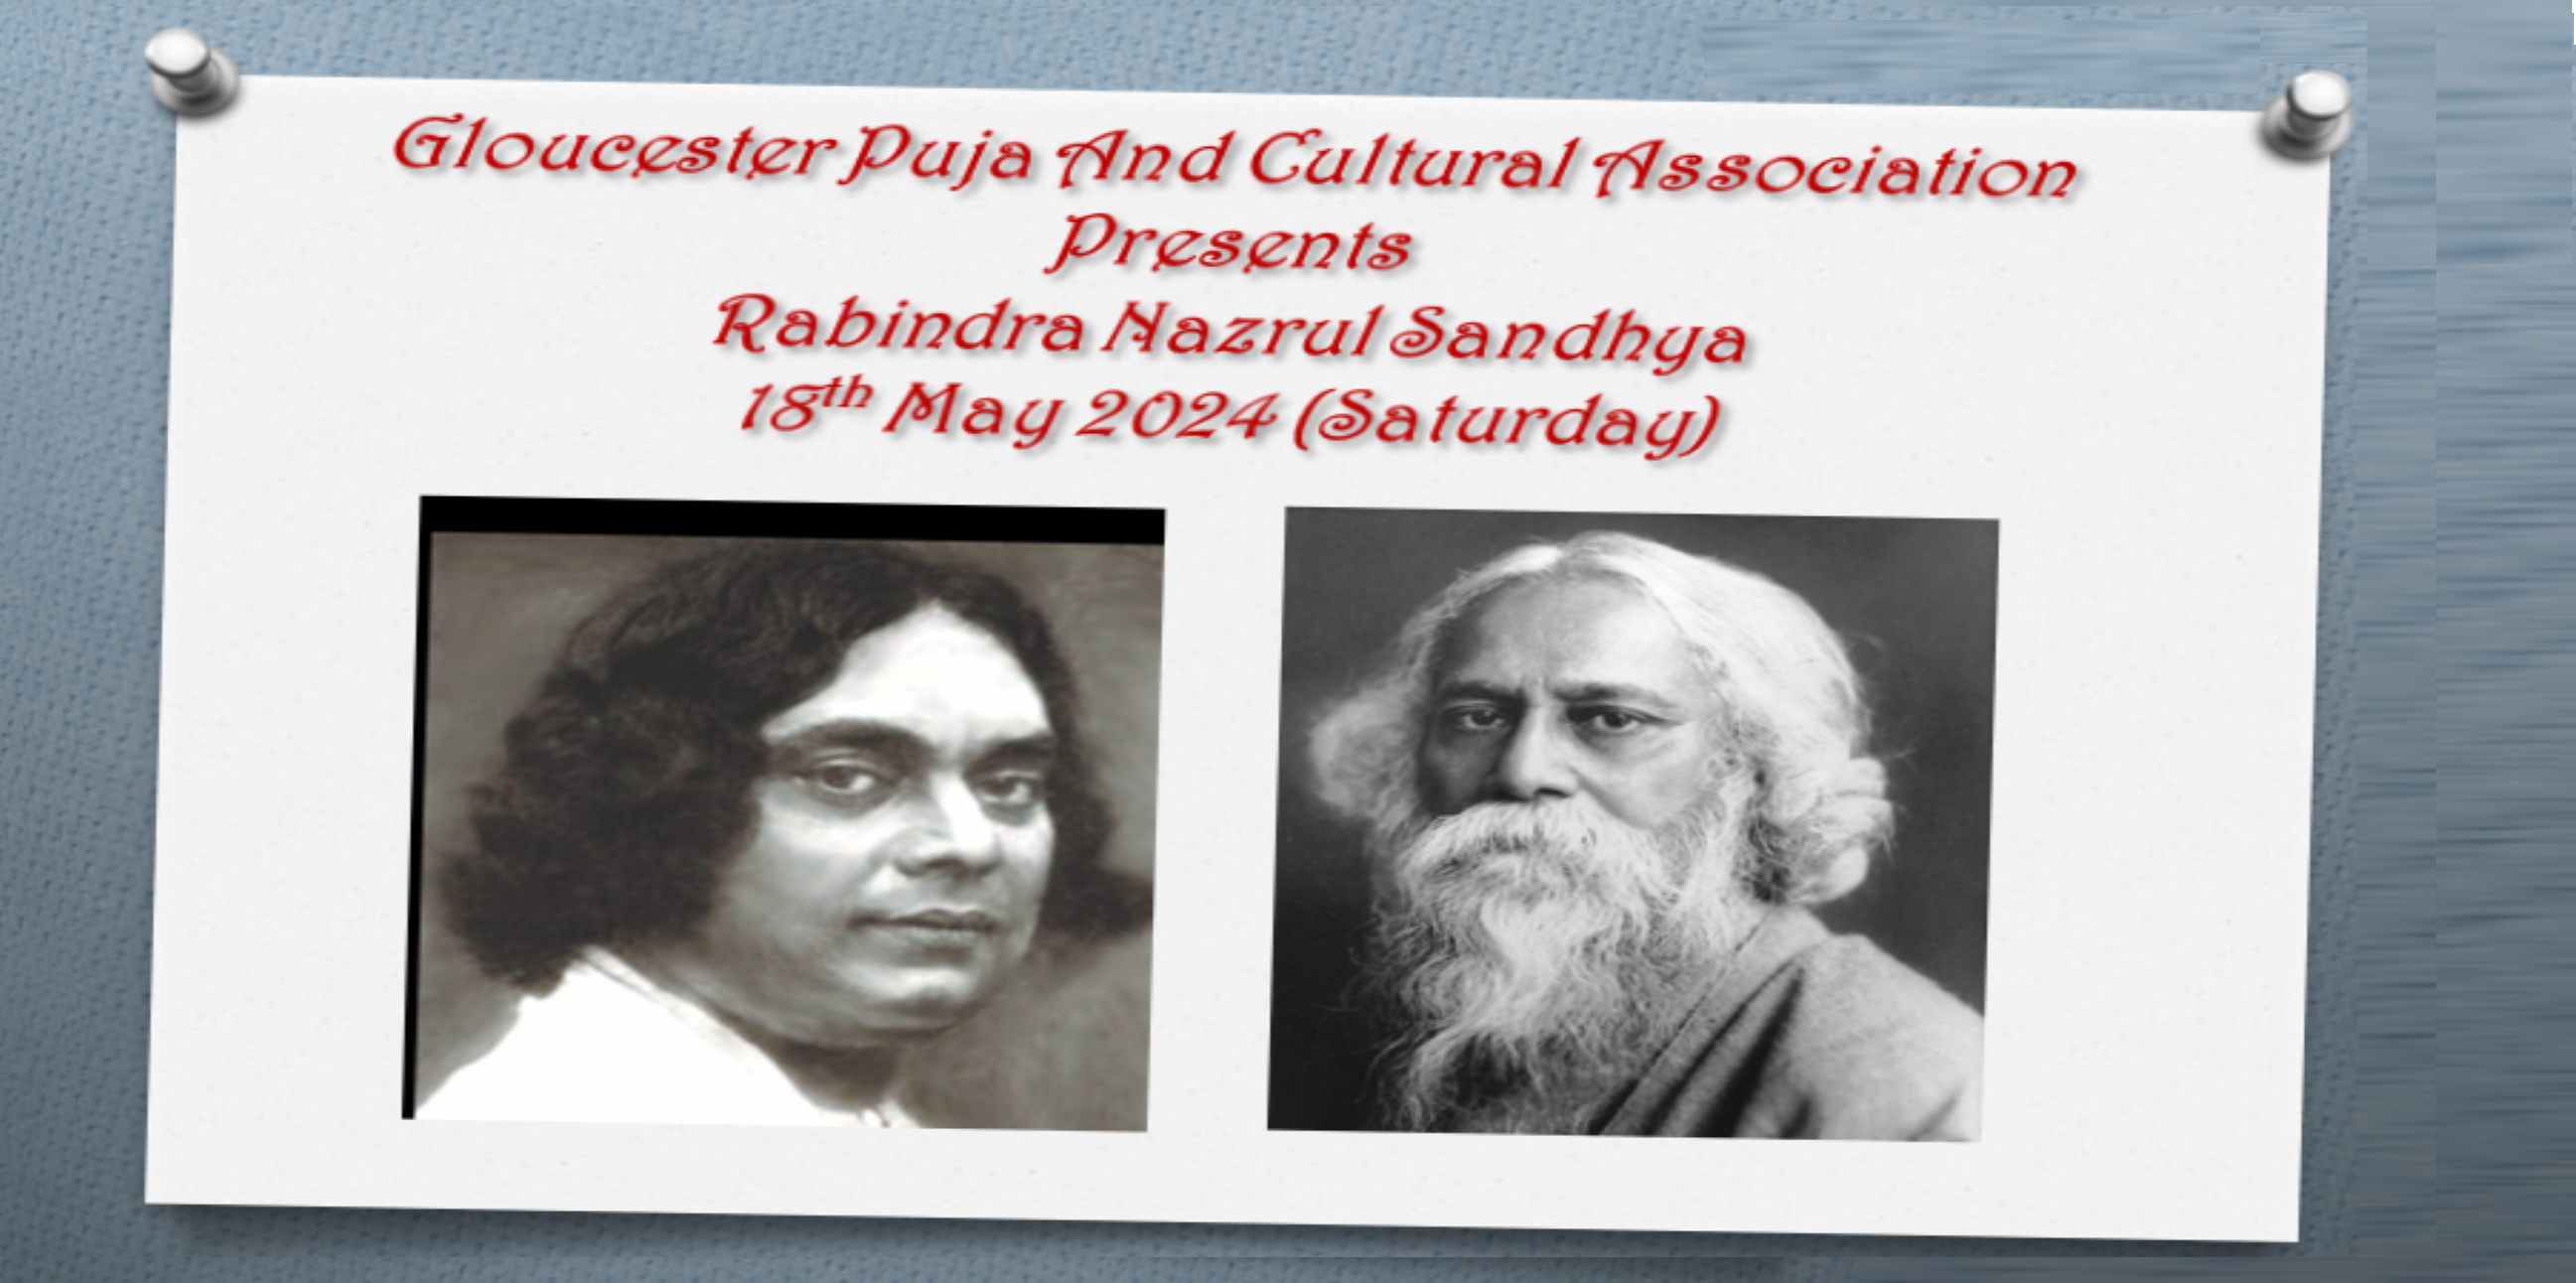 Gloucester Puja And Cultural Association
Presents
Rabindra Nazrul Sandhya
18th May 2024 (Saturday)